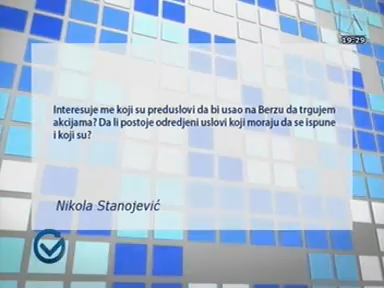 19:29
Interesuje me koji su preduslovi da bi usao na Berzu da trgujem
akcijama? Da li postoje odredjeni uslovi koji moraju da se ispune
i koji su?
Nikola Stanojević